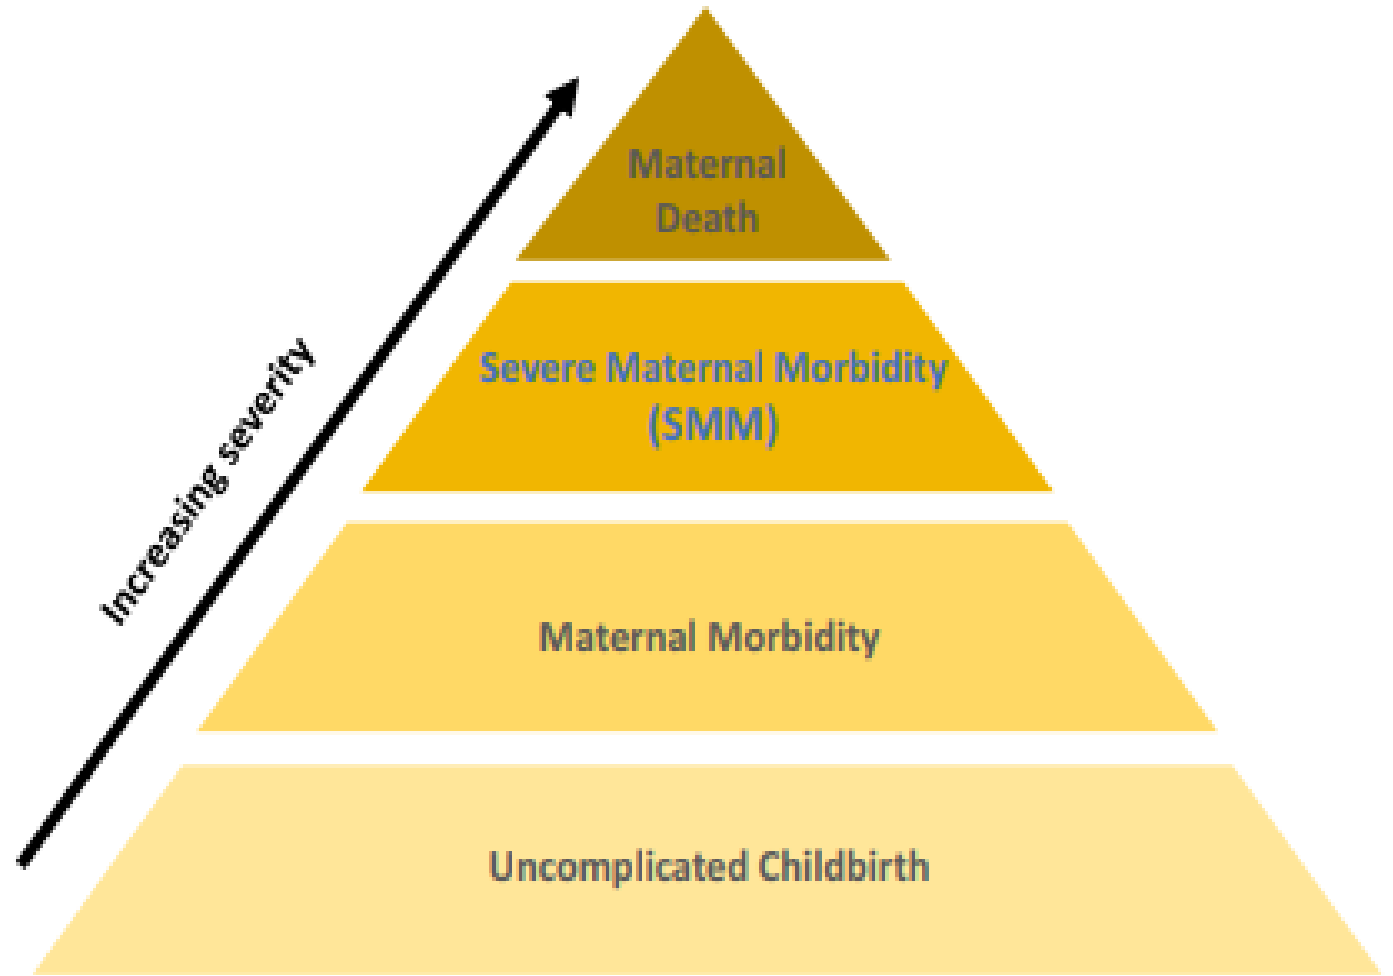 Maternal
Death
Severe Maternal Morbidity
(SMM)
Increasing severity
Maternal Morbidity
Uncomplicated Childbirth